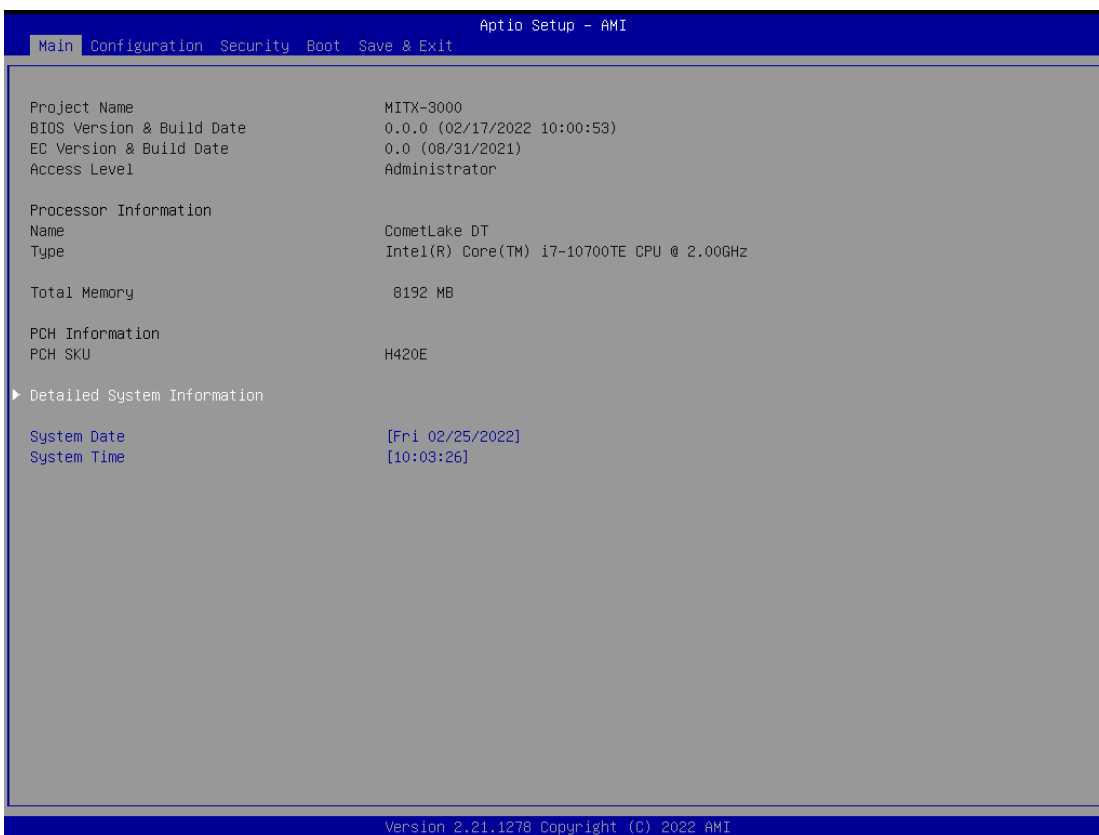 Aptio Setup – AMI
Main Configuration Security Boot Save & Exit
Project Name MITX-3000
BIOS Version & Build Date 0.0.0 (02/17/2022 10:00:53)
EC Version & Build Date 0.0 (08/31/2021)
Access Level Administrator
Processor Information
Name CometLake DT
Type Intel(R) Core(TM) i7-10700TE CPU @ 2.00GHz
Total Memory 8192 MB
PCH Information
PCH SKU H420E
Detailed System Information
System Date [Fri 02/25/2022]
System Time [10:03:26]
Version 2.21.1278 Copyright (C) 2022 AMI